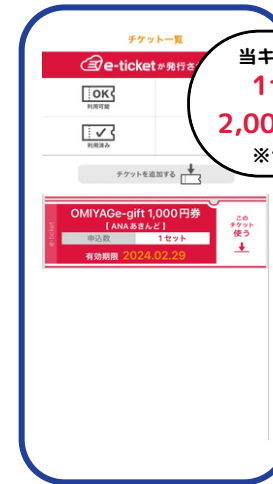 チケット一覧
e-ticketが発行さ
当キ
OK
利用可能
1
2,00
※
利用済み
チケットを追加する
OMIYAGe-gift 1,000円券
【ANAあきんど】
申込数 1セット
有効期限 2024.02.29
e-ticket
この
チケット
使う